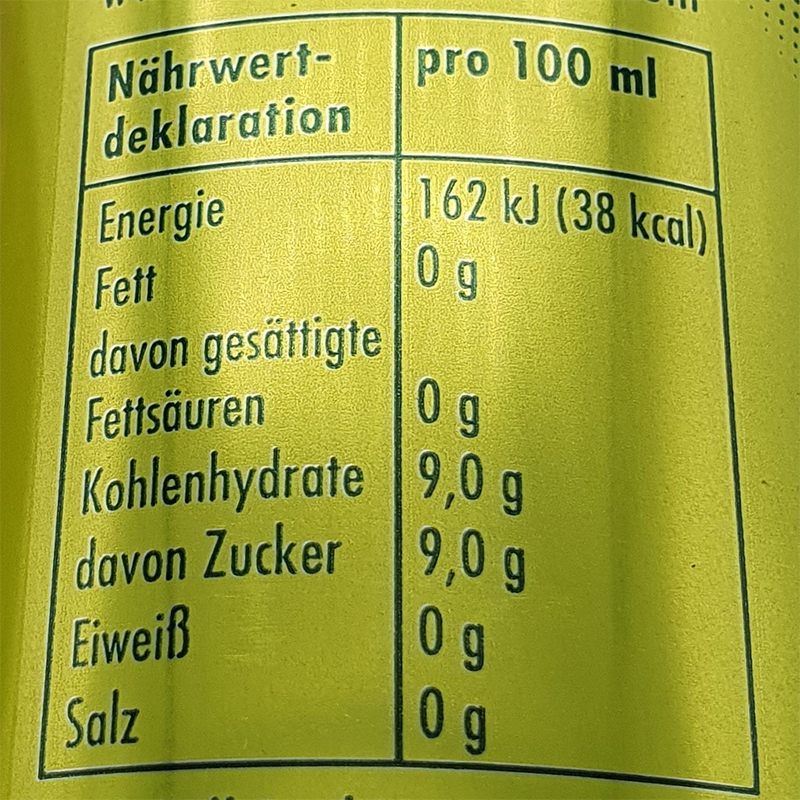 Nährwert- pro 100 ml
deklaration
Energie 162 kJ (38 kcal)
Fett 0 g
davon gesättigte
Fettsäuren 0 g
Kohlenhydrate 9,0 g
davon Zucker 9,0 g
Eiweiß 0 g
Salz 0 g